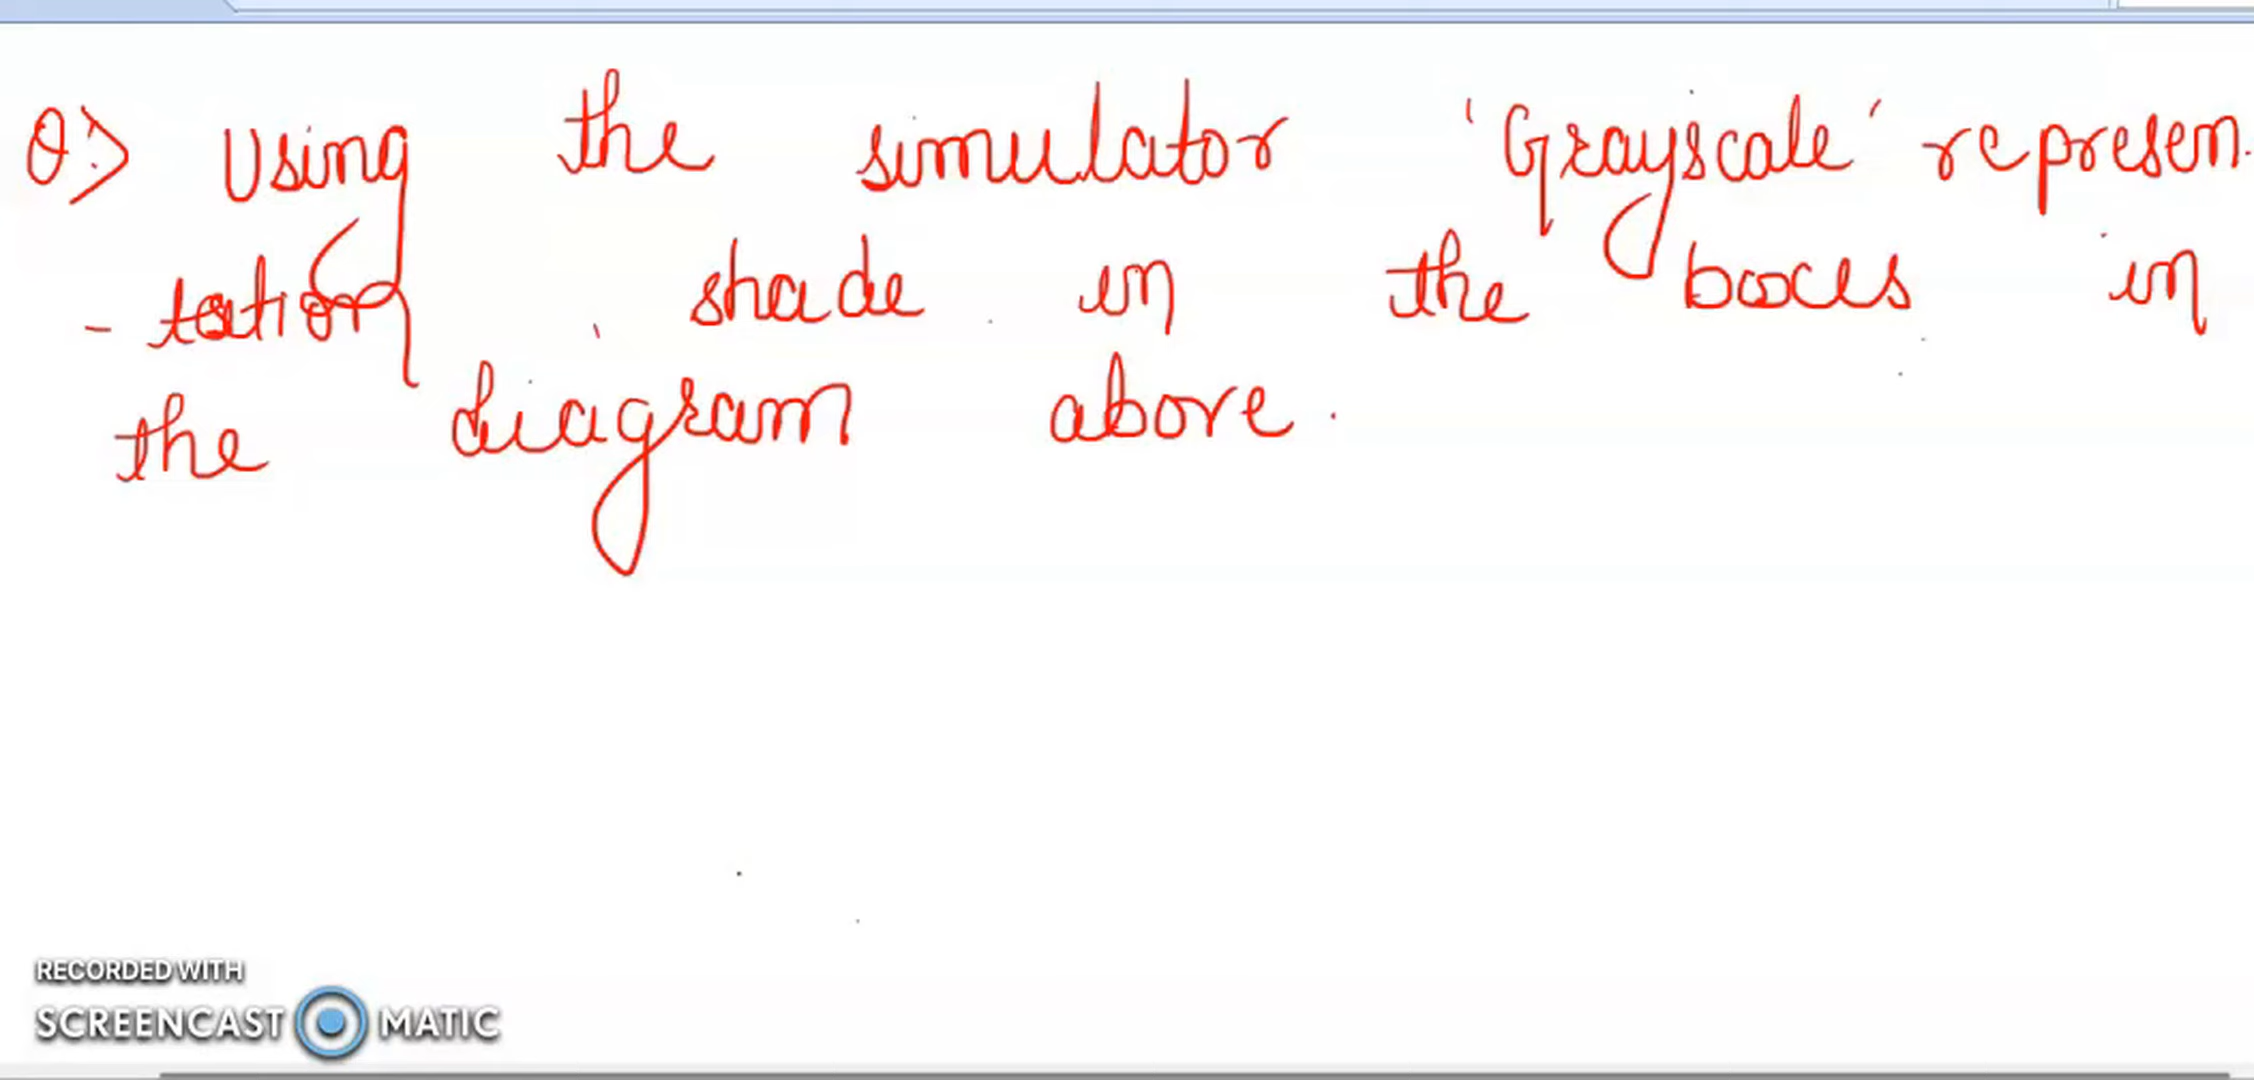 Q:> Using the simulator 'Grayscale' represen-
-tation, shade in the boxes in
the diagram above.
RECORDED WITH
SCREENCAST MATIC